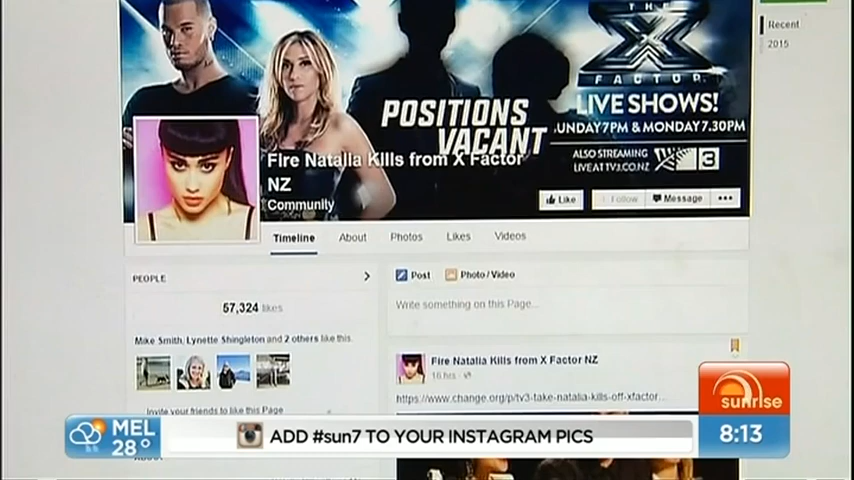 THE
X
FACTOR
LIVE SHOWS!
SUNDAY 7PM & MONDAY 7.30PM
ALSO STREAMING
LIVE AT TV3.CO.NZ
3
POSITIONS
VACANT
Recent
2015
Fire Natalia Kills from X Factor
NZ
Community
Like
Follow
Message
Timeline
About
Photos
Likes
Videos
PEOPLE
57,324 likes
Mike Smith, Lynette Shingleton and 2 others like this.
Invite your friends to like this Page
Post
Photo / Video
Write something on this Page...
Fire Natalia Kills from X Factor NZ
16 hrs
https://www.change.org/p/tv3-take-natalia-kills-off-xfactor...
sunrise
8:13
MEL
28°
ADD #sun7 TO YOUR INSTAGRAM PICS